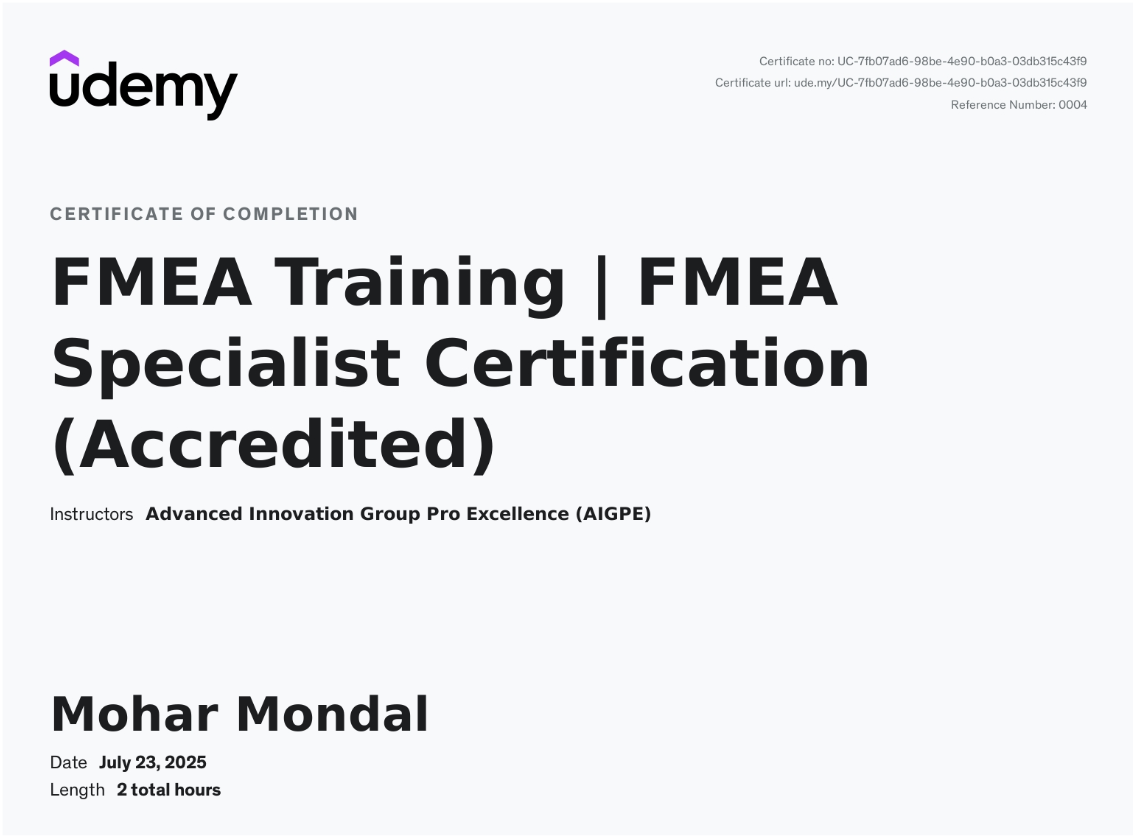 udemy
Certificate no: UC-7fb07ad6-98be-4e90-b0a3-03db315c43f9
Certificate url: ude.my/UC-7fb07ad6-98be-4e90-b0a3-03db315c43f9
Reference Number: 0004
CERTIFICATE OF COMPLETION
FMEA Training | FMEA
Specialist Certification
(Accredited)
Instructors Advanced Innovation Group Pro Excellence (AIGPE)
Mohar Mondal
Date July 23, 2025
Length 2 total hours